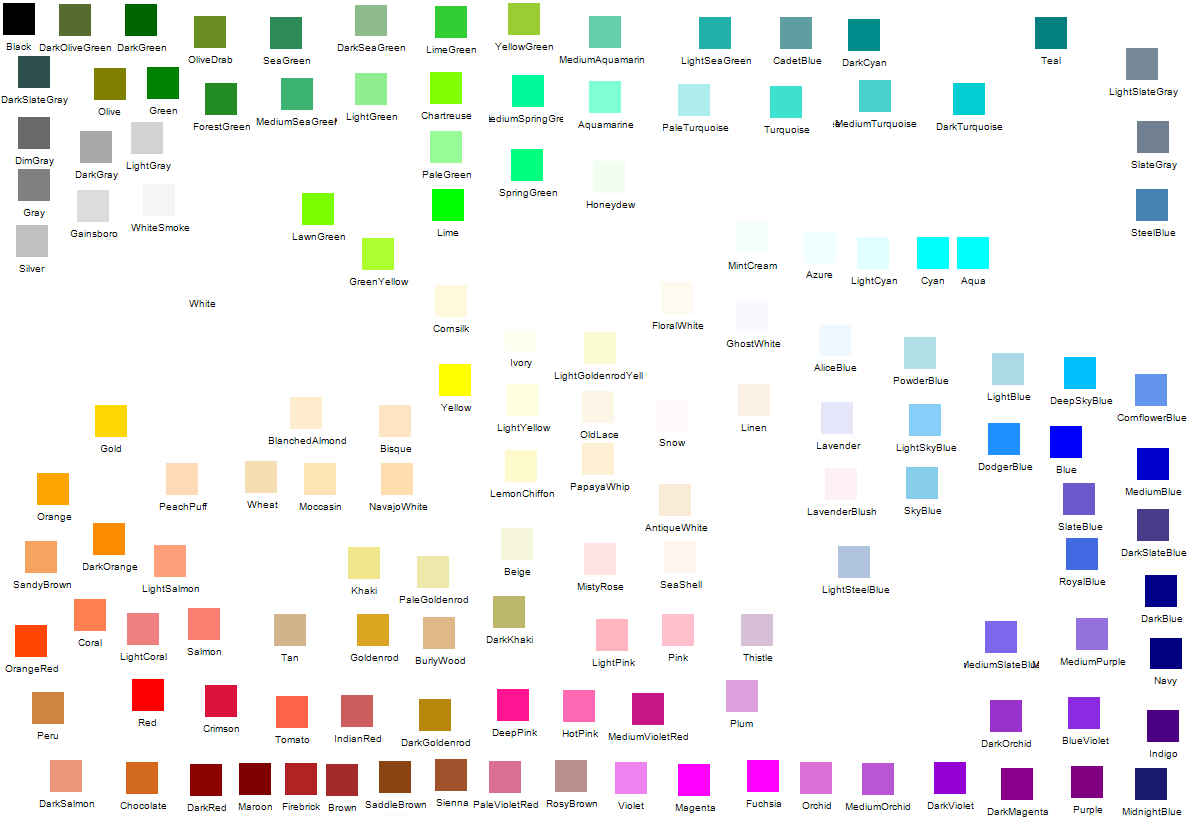 Black
DarkOliveGreen
DarkGreen
OliveDrab
SeaGreen
DarkSeaGreen
LimeGreen
YellowGreen
MediumAquamarin
LightSeaGreen
CadetBlue
DarkCyan
Teal
LightSlateGray
DarkSlateGray
Olive
Green
ForestGreen
MediumSeaGreen
LightGreen
Chartreuse
ediumSpringGre
Aquamarine
PaleTurquoise
Turquoise
MediumTurquoise
DarkTurquoise
DimGray
DarkGray
LightGray
PaleGreen
SpringGreen
Honeydew
SlateGray
Gray
Gainsboro
WhiteSmoke
LawnGreen
Lime
SteelBlue
Silver
GreenYellow
MintCream
Azure
LightCyan
Cyan
Aqua
White
Cornsilk
FloralWhite
GhostWhite
Ivory
LightGoldenrodYell
AliceBlue
PowderBlue
LightBlue
DeepSkyBlue
CornflowerBlue
Yellow
Gold
BlanchedAlmond
Bisque
LightYellow
OldLace
Snow
Linen
Lavender
LightSkyBlue
DodgerBlue
Blue
MediumBlue
Orange
PeachPuff
Wheat
Moccasin
NavajoWhite
LemonChiffon
PapayaWhip
AntiqueWhite
LavenderBlush
SkyBlue
SlateBlue
DarkSlateBlue
SandyBrown
DarkOrange
LightSalmon
Khaki
PaleGoldenrod
Beige
MistyRose
SeaShell
LightSteelBlue
RoyalBlue
DarkBlue
OrangeRed
Coral
LightCoral
Salmon
Tan
Goldenrod
BurlyWood
DarkKhaki
LightPink
Pink
Thistle
MediumSlateBlue
MediumPurple
Navy
Peru
Red
Crimson
Tomato
IndianRed
DarkGoldenrod
DeepPink
HotPink
MediumVioletRed
Plum
DarkOrchid
BlueViolet
Indigo
DarkSalmon
Chocolate
DarkRed
Maroon
Firebrick
Brown
SaddleBrown
Sienna
PaleVioletRed
RosyBrown
Violet
Magenta
Fuchsia
Orchid
MediumOrchid
DarkViolet
DarkMagenta
Purple
MidnightBlue